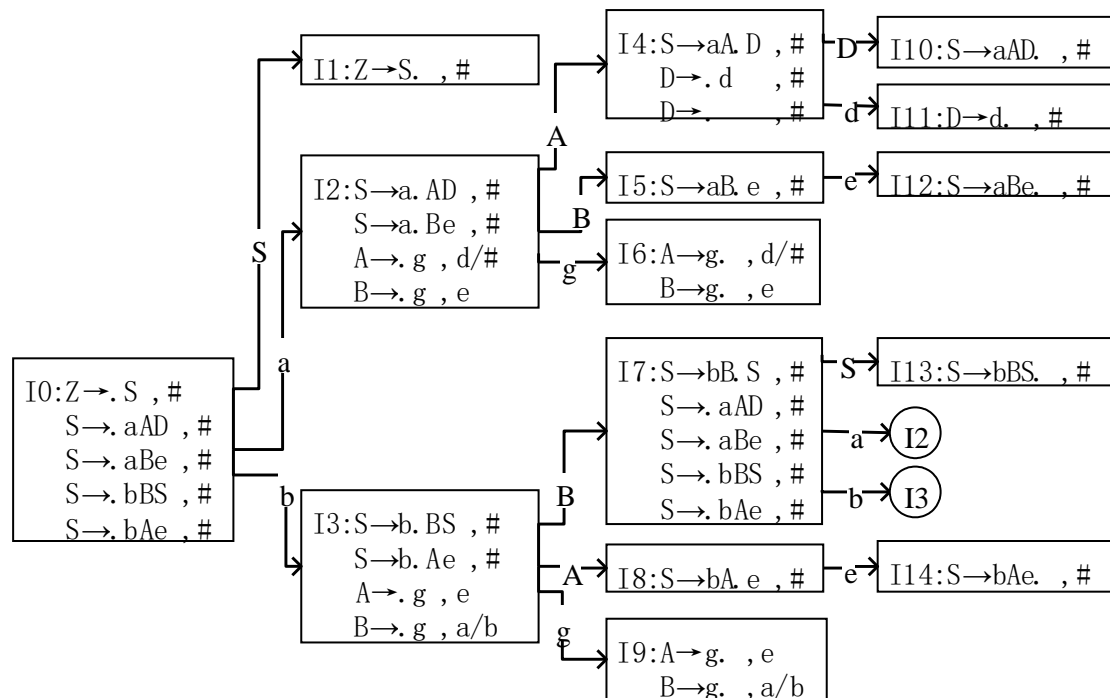 I1:Z→S. , #
I4:S→aA.D , #
D→.d , #
D→. , #
I10:S→aAD. , #
I11:D→d. , #
D
d
A
I2:S→a.AD , #
S→a.Be , #
A→.g , d/#
B→.g , e
I5:S→aB.e , #
I12:S→aBe. , #
e
B
I6:A→g. , d/#
B→g. , e
g
S
a
I0:Z→.S , #
S→.aAD , #
S→.aBe , #
S→.bBS , #
S→.bAe , #
b
I7:S→bB.S , #
S→.aAD , #
S→.aBe , #
S→.bBS , #
S→.bAe , #
S
I13:S→bBS. , #
a
I2
b
I3
B
I3:S→b.BS , #
S→b.Ae , #
A→.g , e
B→.g , a/b
A
I8:S→bA.e , #
e
I14:S→bAe. , #
g
I9:A→g. , e
B→g. , a/b